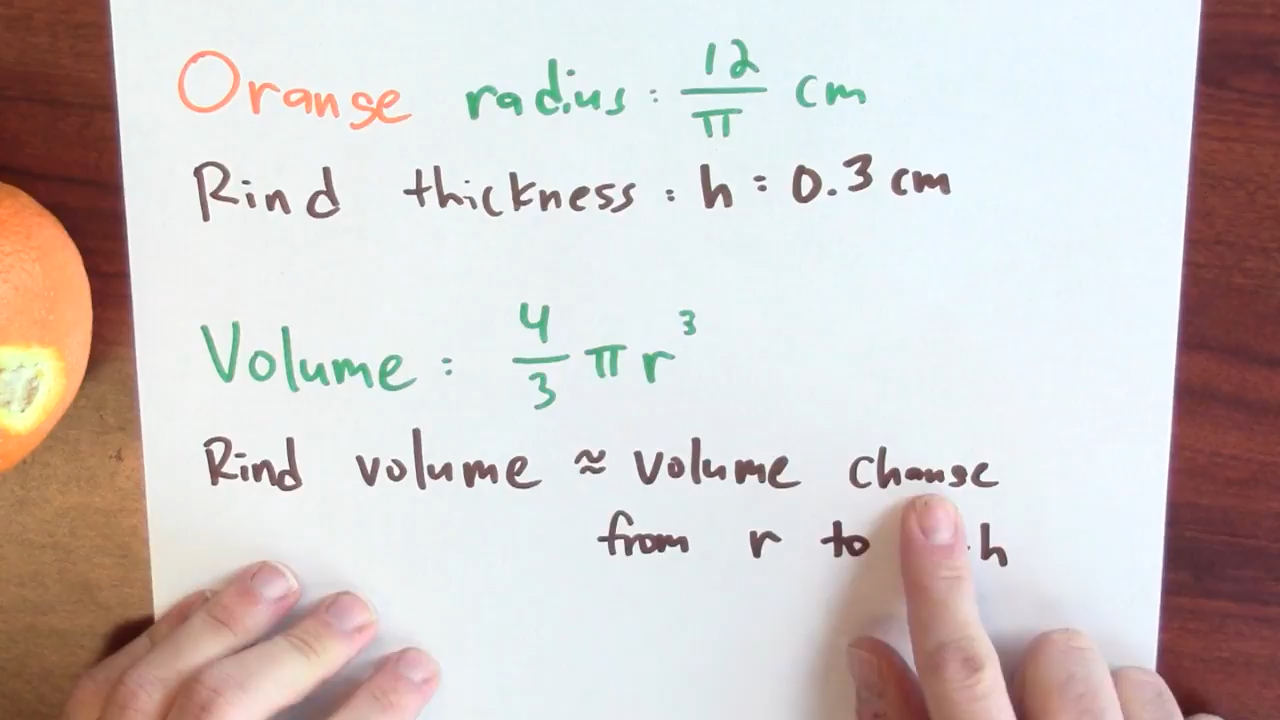 Orange radius: 12/π cm
Rind thickness: h = 0.3 cm
Volume: 4/3 π r³
Rind volume ≈ volume change
from r to h